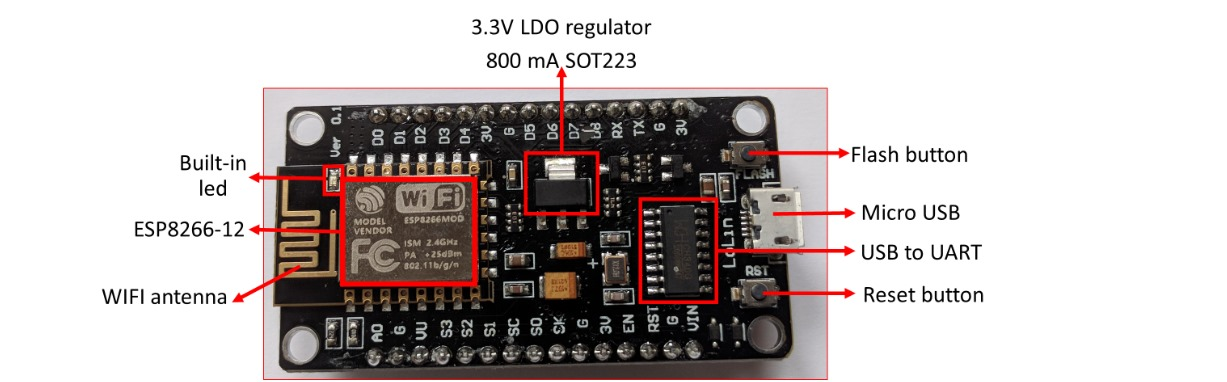 3.3V LDO regulator
800 mA SOT223
Ver 0.1
D0 D1 D2 D3 D4 3V G D5 D6 D7 D8 RX TX G 3V
Built-in
led
Flash button
FLASH
WiFi
MODEL
VENDOR
ESP8266MOD
ISM 2.4GHz
PA +25dBm
802.11b/g/n
FC
ESP8266-12
Micro USB
LoLin
USB to UART
WIFI antenna
RST
Reset button
A0 G VU S3 S2 S1 SC SO SK G 3V EN RST G VIN